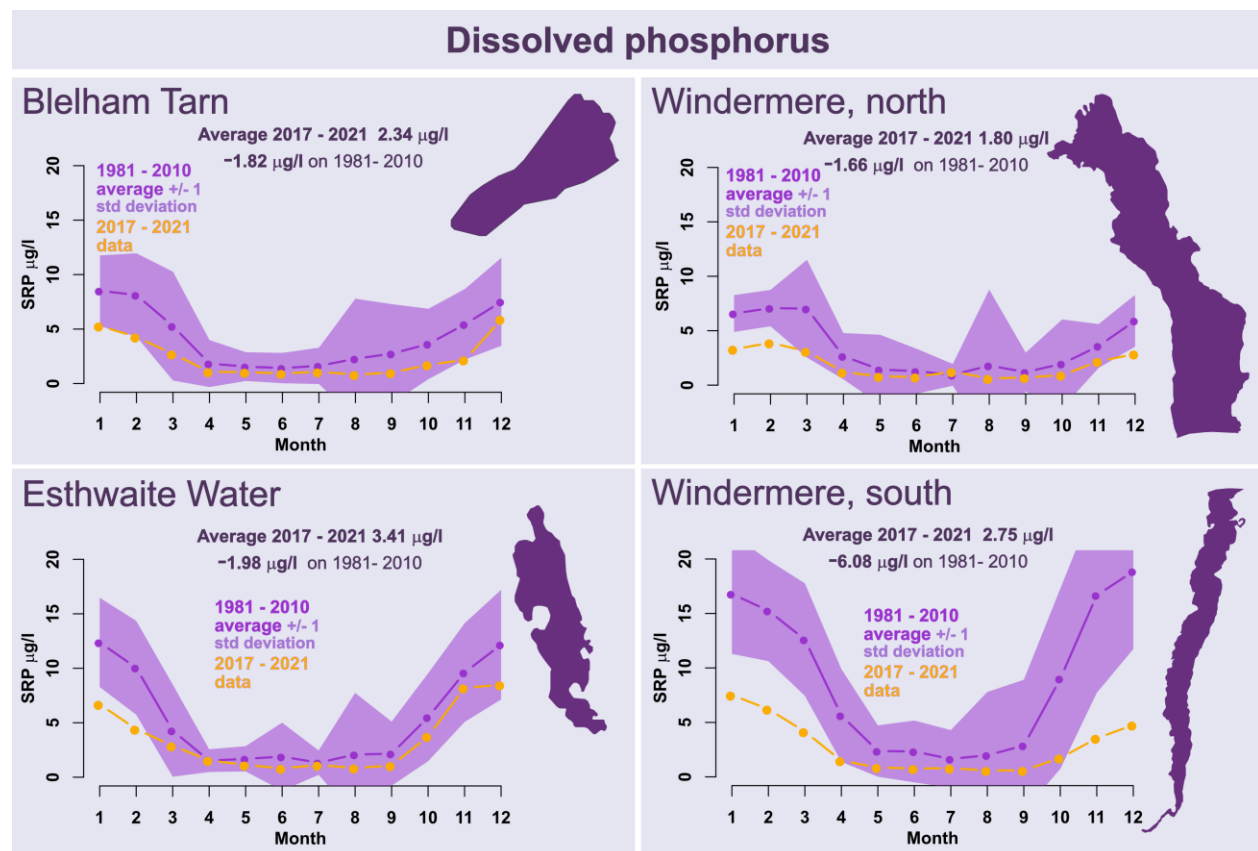 Dissolved phosphorus
Blelham Tarn
Average 2017 - 2021 2.34 µg/l
−1.82 µg/l on 1981- 2010
1981 - 2010
average +/- 1
std deviation
2017 - 2021
data
SRP µg/l
20
15
10
5
0
1 2 3 4 5 6 7 8 9 10 11 12
Month
Windermere, north
Average 2017 - 2021 1.80 µg/l
−1.66 µg/l on 1981- 2010
1981 - 2010
average +/- 1
std deviation
2017 - 2021
data
SRP µg/l
20
15
10
5
0
1 2 3 4 5 6 7 8 9 10 11 12
Month
Esthwaite Water
Average 2017 - 2021 3.41 µg/l
−1.98 µg/l on 1981- 2010
1981 - 2010
average +/- 1
std deviation
2017 - 2021
data
SRP µg/l
20
15
10
5
0
1 2 3 4 5 6 7 8 9 10 11 12
Month
Windermere, south
Average 2017 - 2021 2.75 µg/l
−6.08 µg/l on 1981- 2010
1981 - 2010
average +/- 1
std deviation
2017 - 2021
data
SRP µg/l
20
15
10
5
0
1 2 3 4 5 6 7 8 9 10 11 12
Month